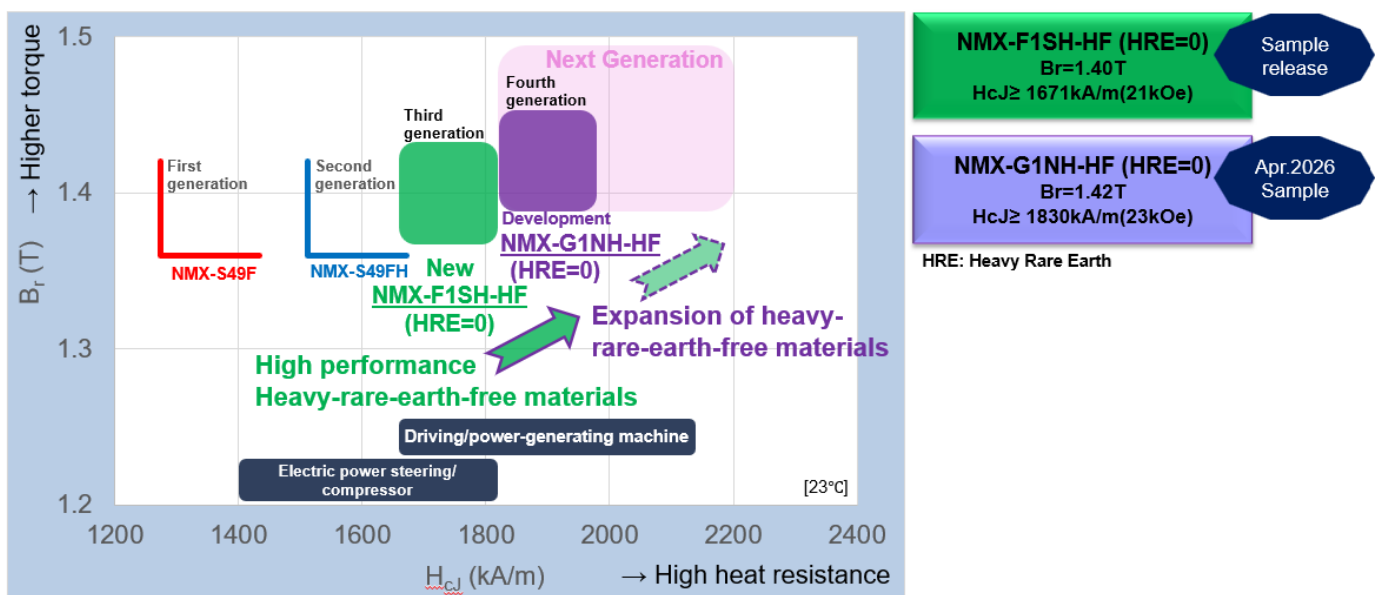 → Higher torque
Br (T)
1.5
1.4
1.3
1.2
1200
1400
1600
1800
2000
2200
2400
HcJ (kA/m)
→ High heat resistance
First
generation
NMX-S49F
Second
generation
NMX-S49FH
Third
generation
New
NMX-F1SH-HF
(HRE=0)
Next Generation
Fourth
generation
Development
NMX-G1NH-HF
(HRE=0)
Expansion of heavy-
rare-earth-free materials
High performance
Heavy-rare-earth-free materials
Driving/power-generating machine
Electric power steering/
compressor
[23℃]
NMX-F1SH-HF (HRE=0)
Br=1.40T
HcJ≥ 1671kA/m(21kOe)
Sample
release
NMX-G1NH-HF (HRE=0)
Br=1.42T
HcJ≥ 1830kA/m(23kOe)
Apr.2026
Sample
HRE: Heavy Rare Earth